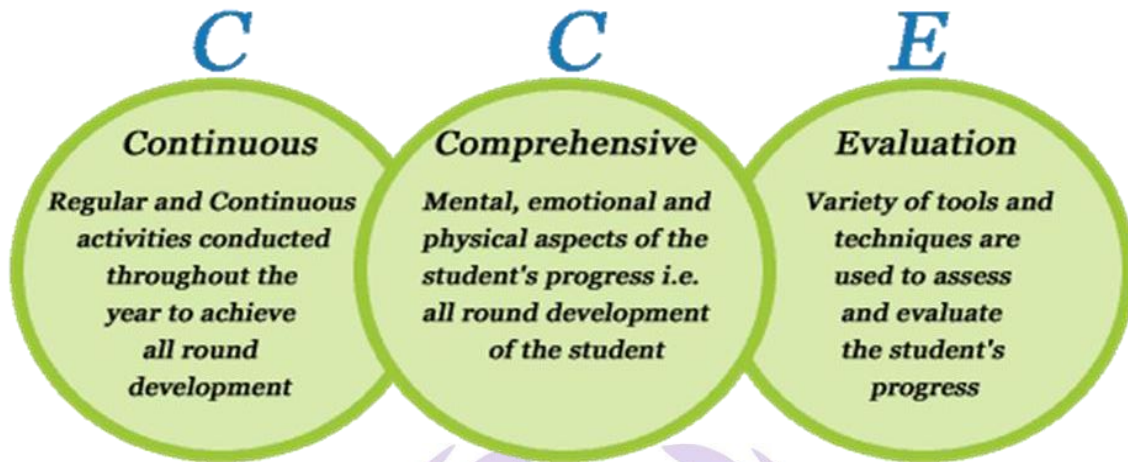 C
C
E
Continuous
Regular and Continuous
activities conducted
throughout the
year to achieve
all round
development
Comprehensive
Mental, emotional and
physical aspects of the
student's progress i.e.
all round development
of the student
Evaluation
Variety of tools and
techniques are
used to assess
and evaluate
the student's
progress